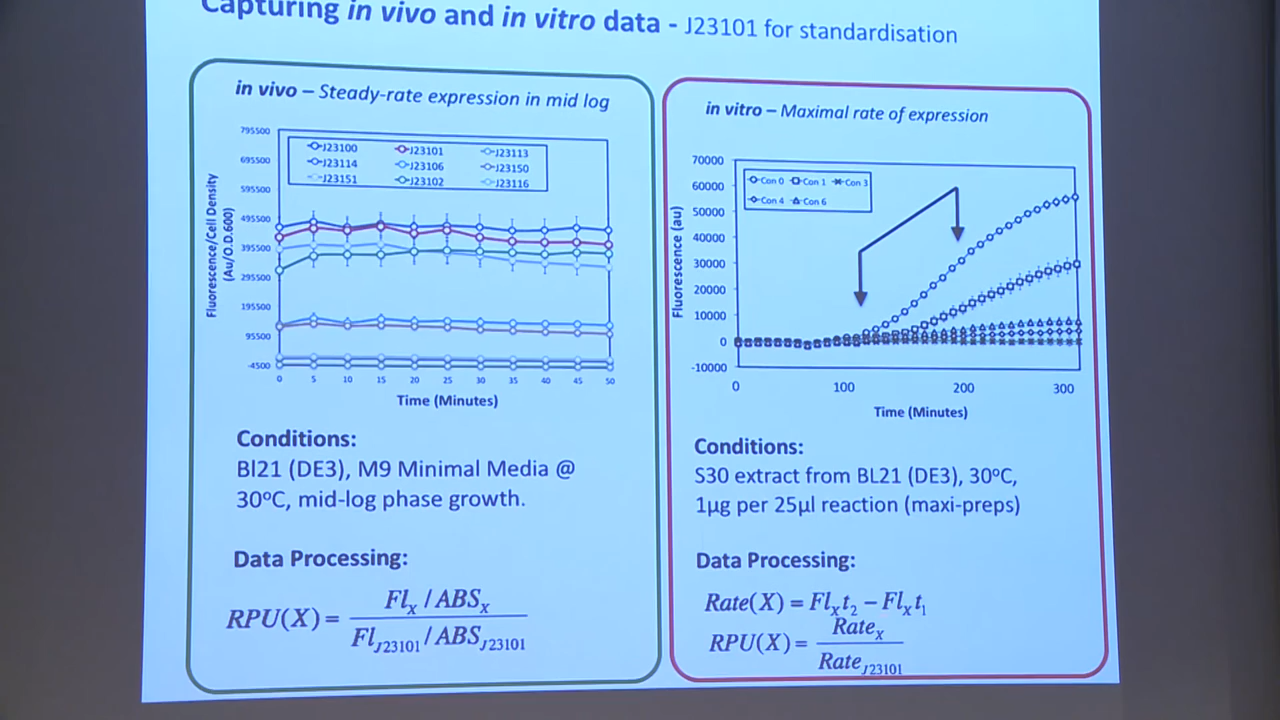 Capturing in vivo and in vitro data - J23101 for standardisation
in vivo – Steady-rate expression in mid log
795500
695500
595500
495500
395500
295500
195500
95500
-4500
Fluorescence/Cell Density
(Au/O.D.600)
J23100 J23101 J23113
J23114 J23106 J23150
J23151 J23102 J23116
0 5 10 15 20 25 30 35 40 45 50
Time (Minutes)
Conditions:
Bl21 (DE3), M9 Minimal Media @
30°C, mid-log phase growth.
Data Processing:
RPU(X) = Fl_X / ABS_X
Fl_J23101 / ABS_J23101
in vitro – Maximal rate of expression
70000
60000
50000
40000
30000
20000
10000
0
-10000
Fluorescence (au)
Con 0 Con 1 Con 3
Con 4 Con 6
0 100 200 300
Time (Minutes)
Conditions:
S30 extract from BL21 (DE3), 30°C,
1µg per 25µl reaction (maxi-preps)
Data Processing:
Rate(X) = Fl_X t_2 – Fl_X t_1
RPU(X) = Rate_X
Rate_J23101